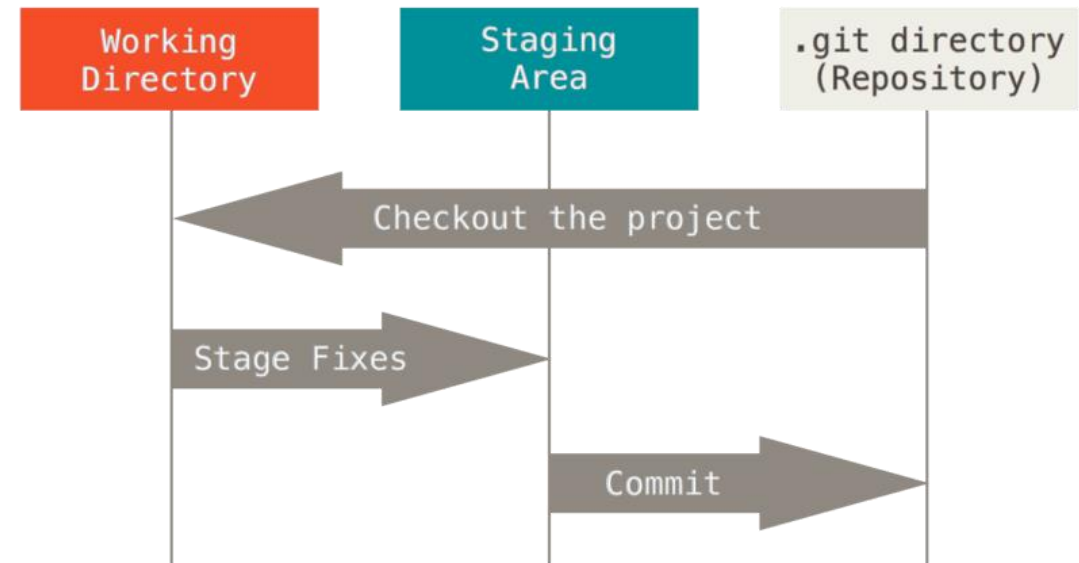 Working
Directory
Staging
Area
.git directory
(Repository)
Checkout the project
Stage Fixes
Commit